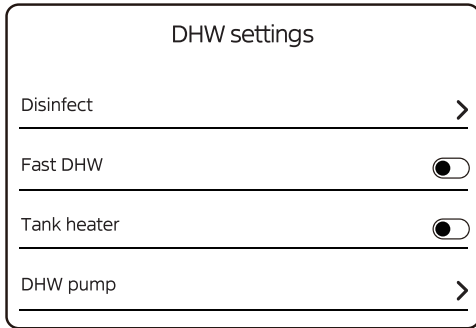 DHW settings
Disinfect
Fast DHW
Tank heater
DHW pump